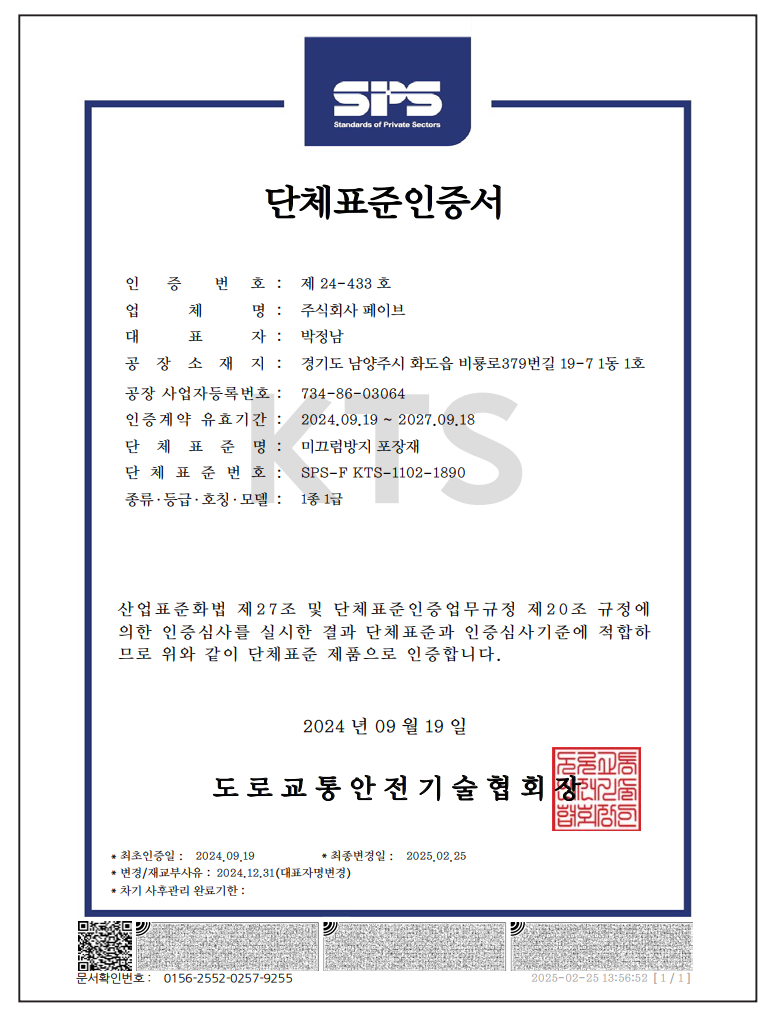 SPS
Standards of Private Sectors
단체표준인증서
인 증 번 호 : 제 24-433 호
업 체 명 : 주식회사 페이브
대 표 자 : 박정남
공 장 소 재 지 : 경기도 남양주시 화도읍 비룡로379번길 19-7 1동 1호
공장 사업자등록번호 : 734-86-03064
인증계약 유효기간 : 2024.09.19 ~ 2027.09.18
단 체 표 준 명 : 미끄럼방지 포장재
단 체 표 준 번 호 : SPS-F KTS-1102-1890
종류·등급·호칭·모델 : 1종 1급
KTS
산업표준화법 제27조 및 단체표준인증업무규정 제20조 규정에
의한 인증심사를 실시한 결과 단체표준과 인증심사기준에 적합하
므로 위와 같이 단체표준 제품으로 인증합니다.
2024 년 09 월 19 일
도로교통안전기술협회장
* 최초인증일 : 2024.09.19 * 최종변경일 : 2025.02.25
* 변경/재교부사유 : 2024.12.31(대표자명변경)
* 차기 사후관리 완료기한 :
문서확인번호 : 0156-2552-0257-9255 2025-02-25 13:56:52 [ 1 / 1 ]